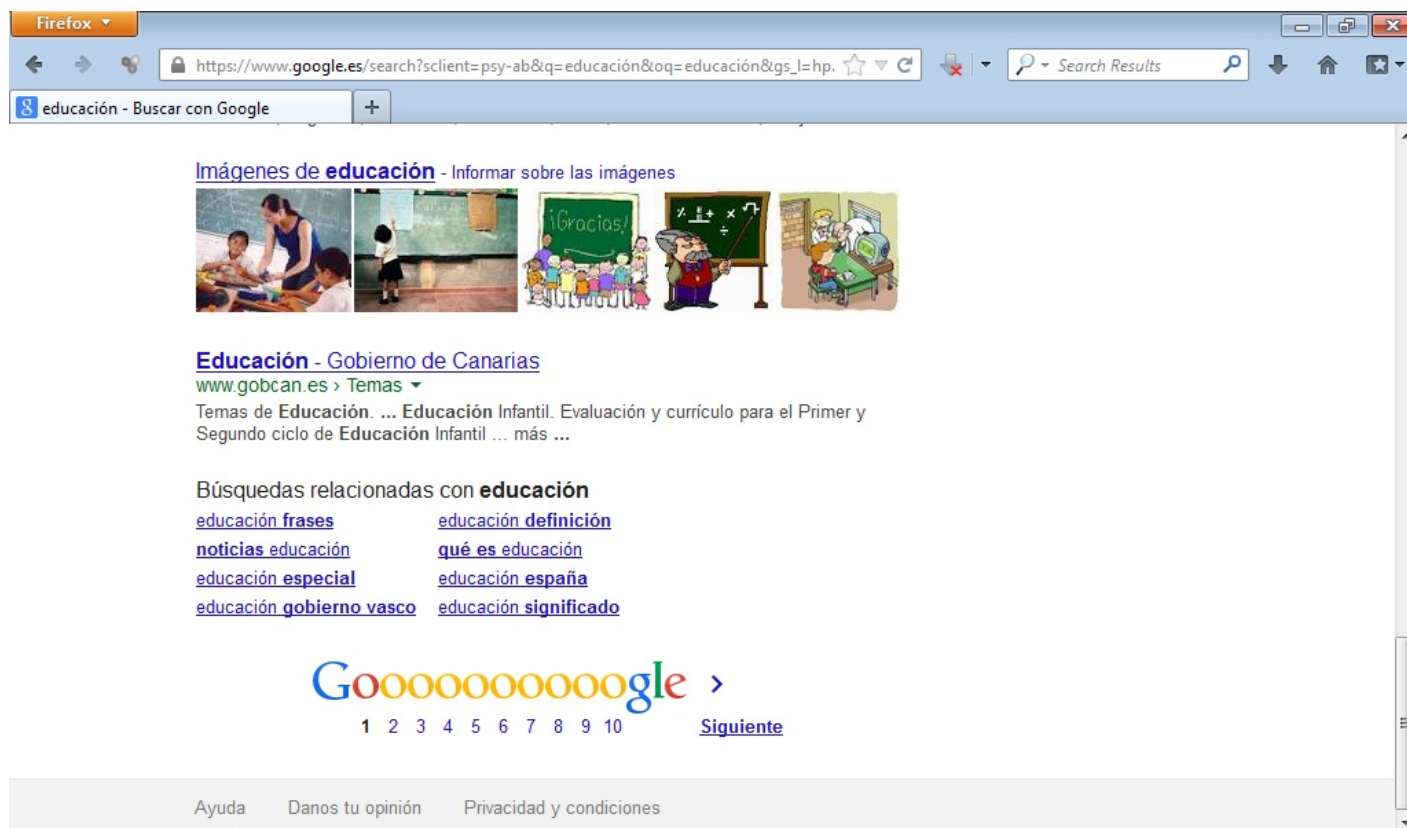 Firefox
https://www.google.es/search?sclient=psy-ab&q=educación&oq=educación&gs_l=hp.
Search Results
8 educación - Buscar con Google
Imágenes de educación - Informar sobre las imágenes
¡Gracias!
Educación - Gobierno de Canarias
www.gobcan.es › Temas
Temas de Educación. ... Educación Infantil. Evaluación y currículo para el Primer y
Segundo ciclo de Educación Infantil ... más ...
Búsquedas relacionadas con educación
educación frases educación definición
noticias educación qué es educación
educación especial educación españa
educación gobierno vasco educación significado
Goooooooooogle >
1 2 3 4 5 6 7 8 9 10 Siguiente
Ayuda Danos tu opinión Privacidad y condiciones